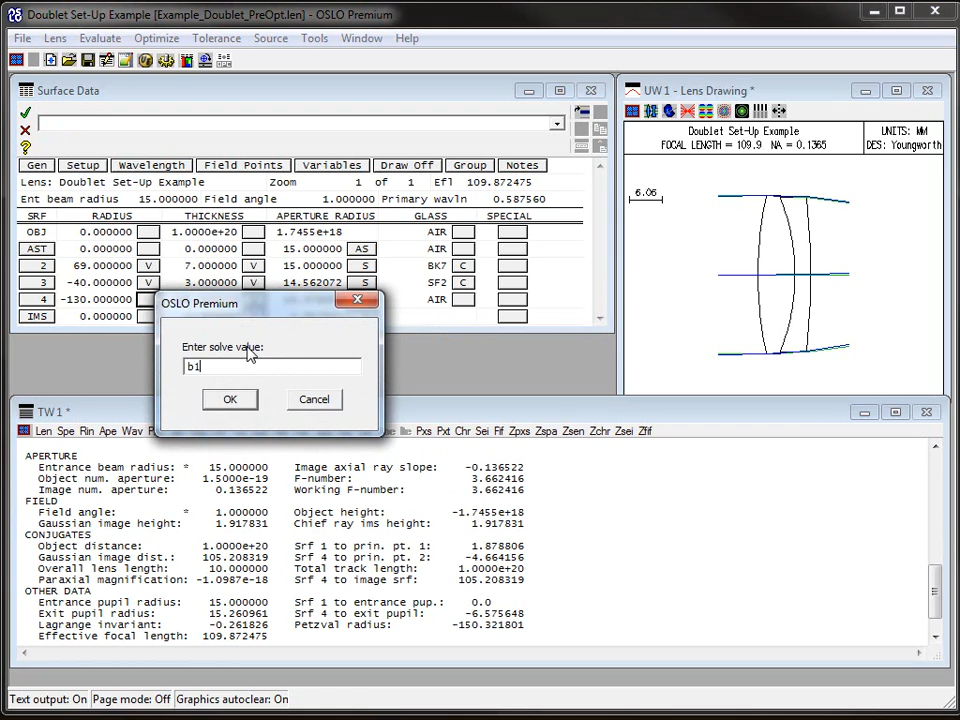 Doublet Set-Up Example [Example_Doublet_PreOpt.len] - OSLO Premium
File Lens Evaluate Optimize Tolerance Source Tools Window Help
Surface Data
Gen Setup Wavelength Field Points Variables Draw Off Group Notes
Lens: Doublet Set-Up Example Zoom 1 of 1 Efl 109.872475
Ent beam radius 15.000000 Field angle 1.000000 Primary wavln 0.587560
SRF RADIUS THICKNESS APERTURE RADIUS GLASS SPECIAL
OBJ 0.000000 1.0000e+20 1.7455e+18 AIR
AST 0.000000 0.000000 15.000000 AS AIR
2 69.000000 V 7.000000 V 15.000000 S BK7 C
3 -40.000000 V 3.000000 V 14.562072 S SF2 C
4 -130.000000 AIR
IMS 0.000000
OSLO Premium
Enter solve value:
b1
OK Cancel
UW 1 - Lens Drawing *
Doublet Set-Up Example
FOCAL LENGTH = 109.9 NA = 0.1365
UNITS: MM
DES: Youngworth
6.06
TW 1 *
Len Spe Rin Ape Wav Pxs Pxt Chr Sei Fif Zpxs Zspa Zsen Zchr Zsei Zfif
APERTURE
Entrance beam radius: * 15.000000 Image axial ray slope: -0.136522
Object num. aperture: 1.5000e-19 F-number: 3.662416
Image num. aperture: 0.136522 Working F-number: 3.662416
FIELD
Field angle: * 1.000000 Object height: -1.7455e+18
Gaussian image height: 1.917831 Chief ray ims height: 1.917831
CONJUGATES
Object distance: 1.0000e+20 Srf 1 to prin. pt. 1: 1.878806
Gaussian image dist.: 105.208319 Srf 4 to prin. pt. 2: -4.664156
Overall lens length: 10.000000 Total track length: 1.0000e+20
Paraxial magnification: -1.0987e-18 Srf 4 to image srf: 105.208319
OTHER DATA
Entrance pupil radius: 15.000000 Srf 1 to entrance pup.: 0.0
Exit pupil radius: 15.260961 Srf 4 to exit pupil: -6.575648
Lagrange invariant: -0.261826 Petzval radius: -150.321801
Effective focal length: 109.872475
Text output: On Page mode: Off Graphics autoclear: On